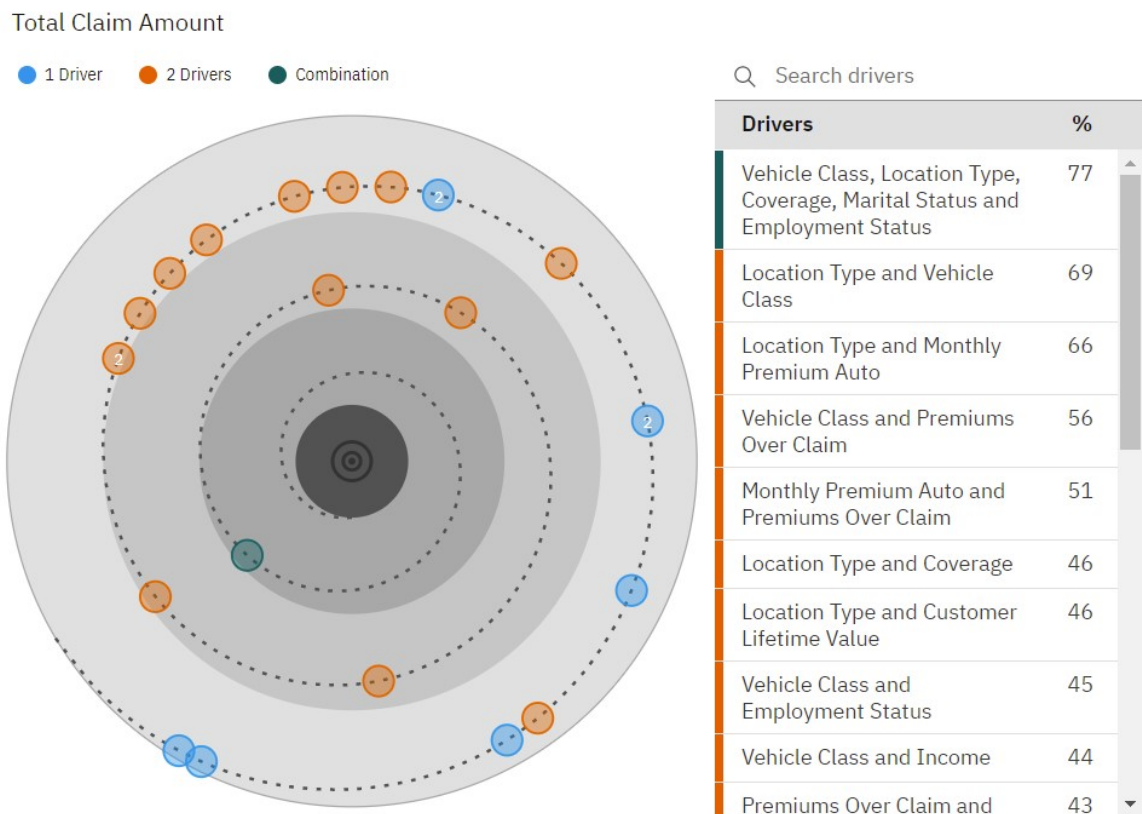 Total Claim Amount
1 Driver
2 Drivers
Combination
2
2
2
Search drivers
Drivers %
Vehicle Class, Location Type, 77
Coverage, Marital Status and
Employment Status
Location Type and Vehicle 69
Class
Location Type and Monthly 66
Premium Auto
Vehicle Class and Premiums 56
Over Claim
Monthly Premium Auto and 51
Premiums Over Claim
Location Type and Coverage 46
Location Type and Customer 46
Lifetime Value
Vehicle Class and 45
Employment Status
Vehicle Class and Income 44
Premiums Over Claim and 43